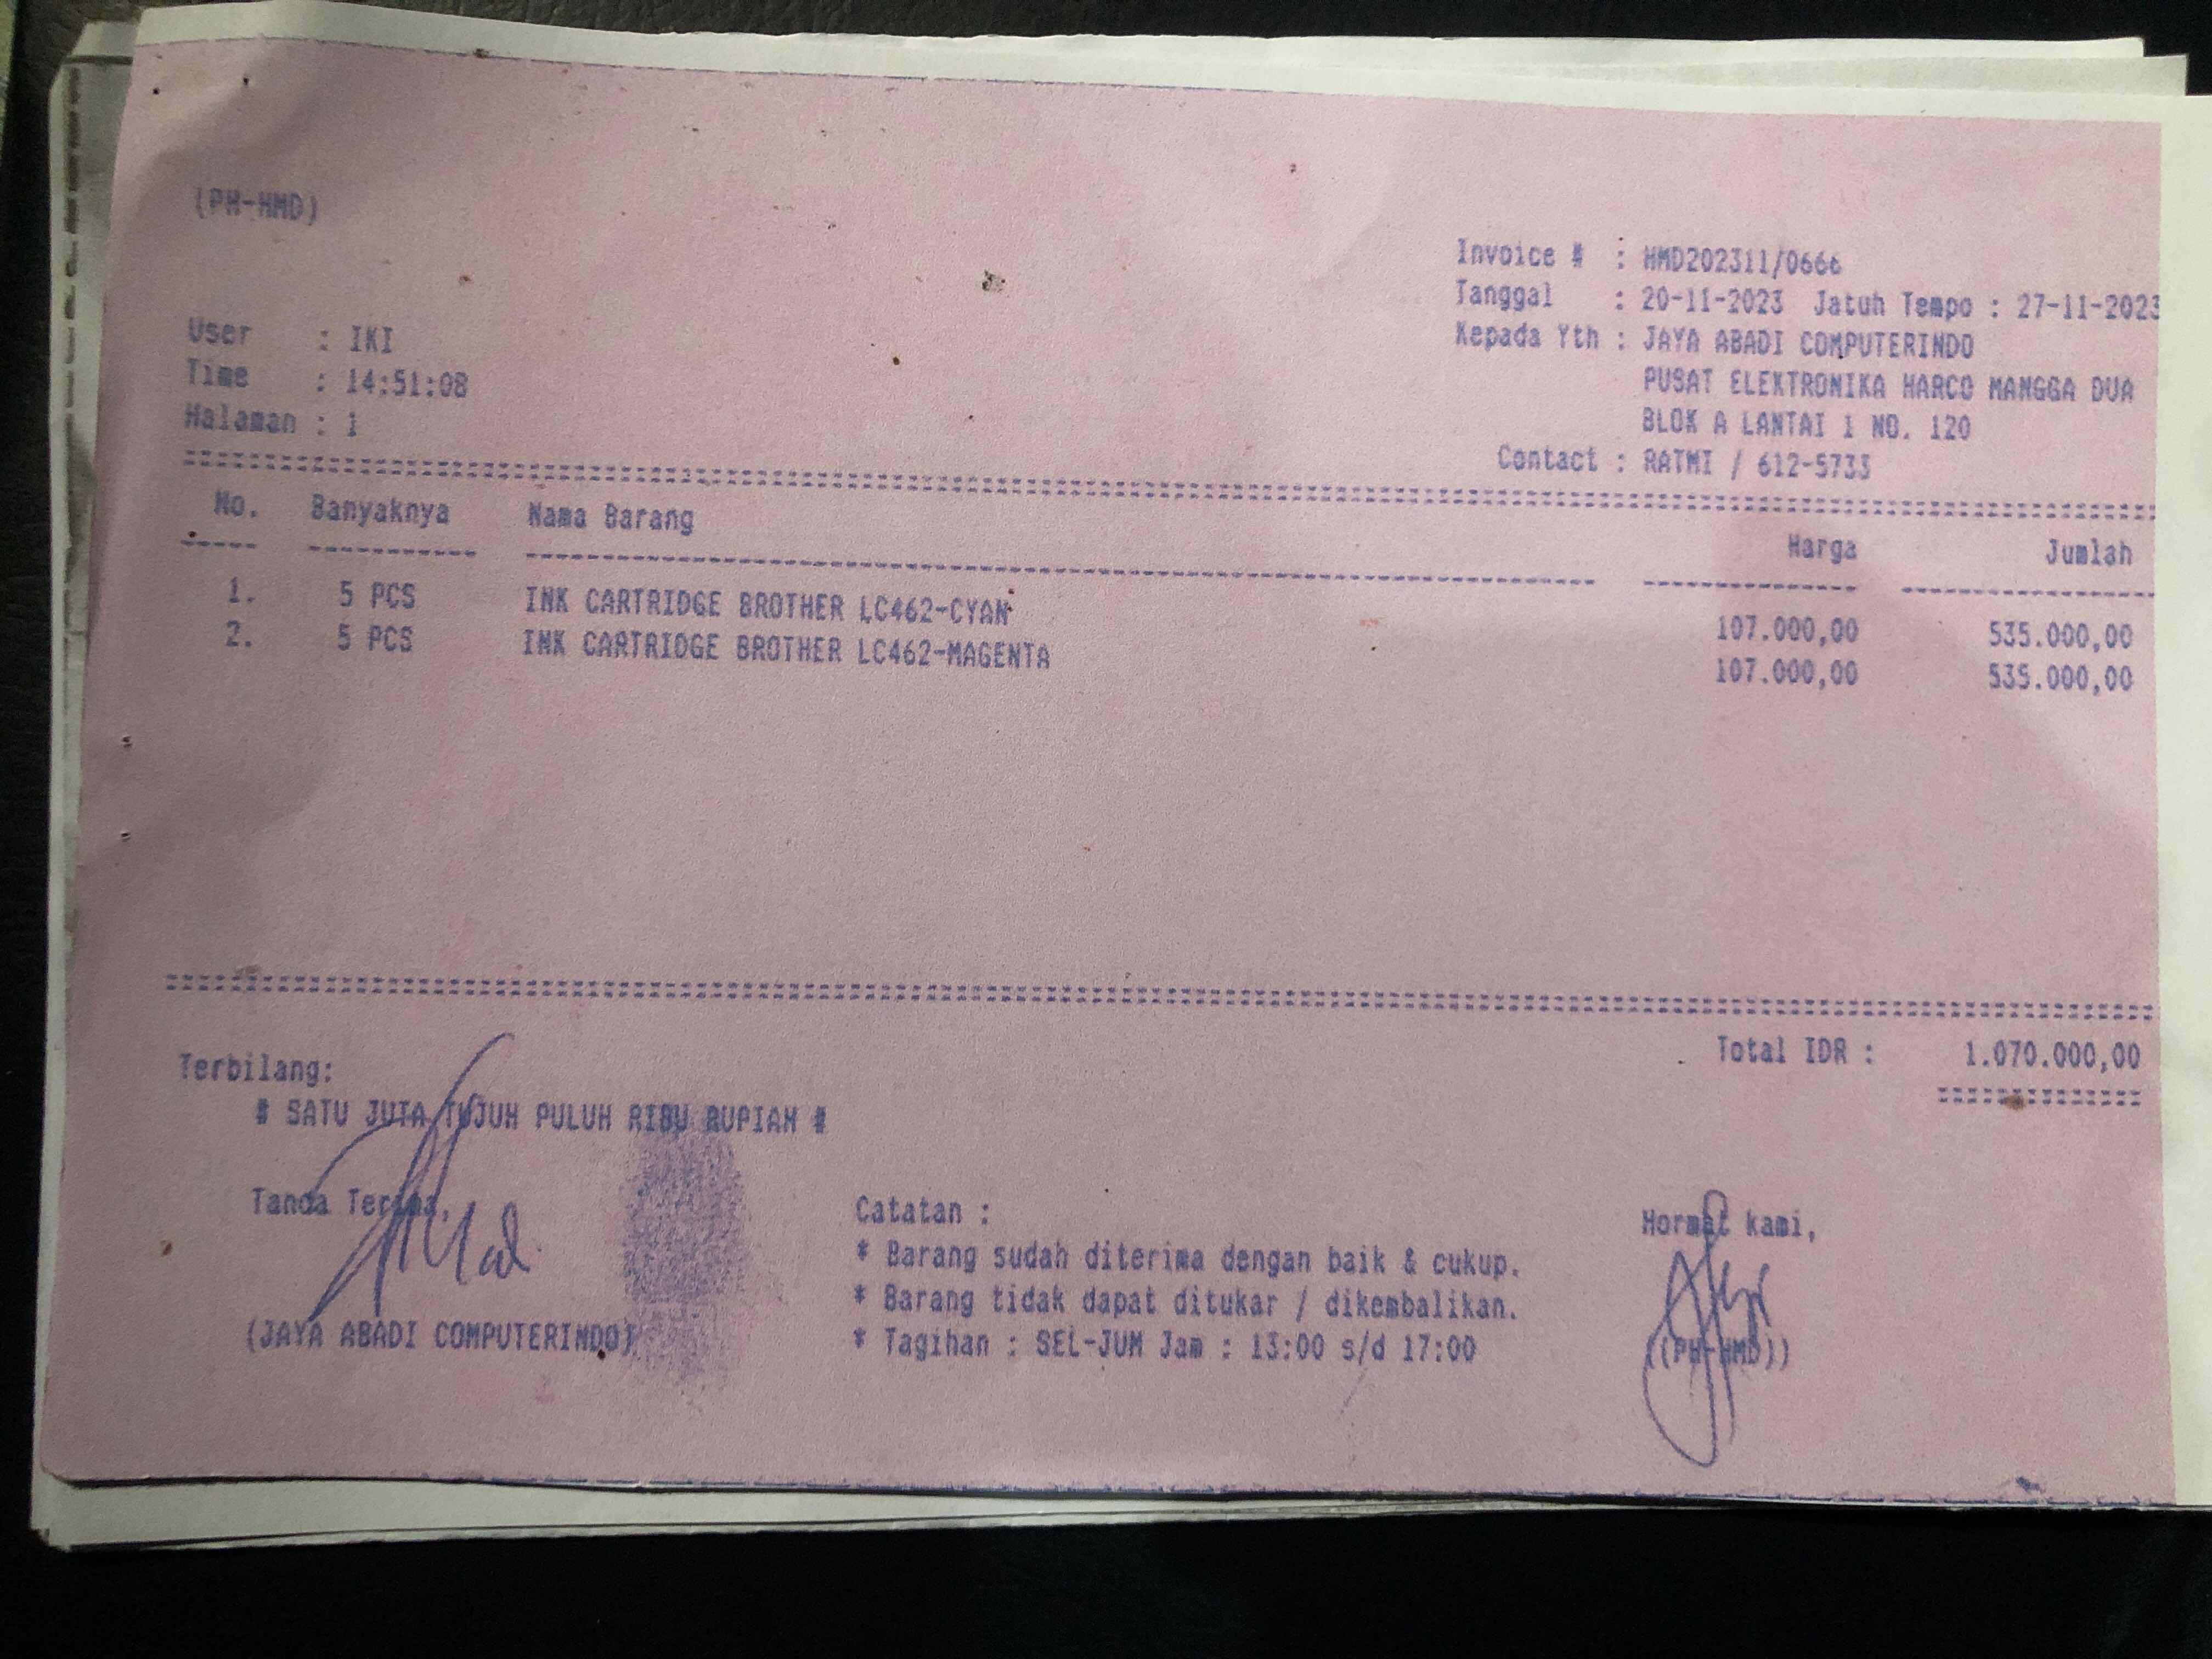 (PH-HMD)
Invoice # : HMD202311/0666
Tanggal : 20-11-2023 Jatuh Tempo : 27-11-2023
Kepada Yth : JAYA ABADI COMPUTERINDO
PUSAT ELEKTRONIKA HARCO MANGGA DUA
BLOK A LANTAI 1 NO. 120
Contact : RATMI / 612-5733
User : IKI
Time : 14:51:08
Halaman : 1
No. Banyaknya Nama Barang Harga Jumlah
1. 5 PCS INK CARTRIDGE BROTHER LC462-CYAN 107.000,00 535.000,00
2. 5 PCS INK CARTRIDGE BROTHER LC462-MAGENTA 107.000,00 535.000,00
Total IDR : 1.070.000,00
Terbilang:
# SATU JUTA TUJUH PULUH RIBU RUPIAH #
Tanda Terima,
(JAYA ABADI COMPUTERINDO)
Catatan :
* Barang sudah diterima dengan baik & cukup.
* Barang tidak dapat ditukar / dikembalikan.
* Tagihan : SEL-JUM Jam : 13:00 s/d 17:00
Hormat kami,
((PH-HMD))